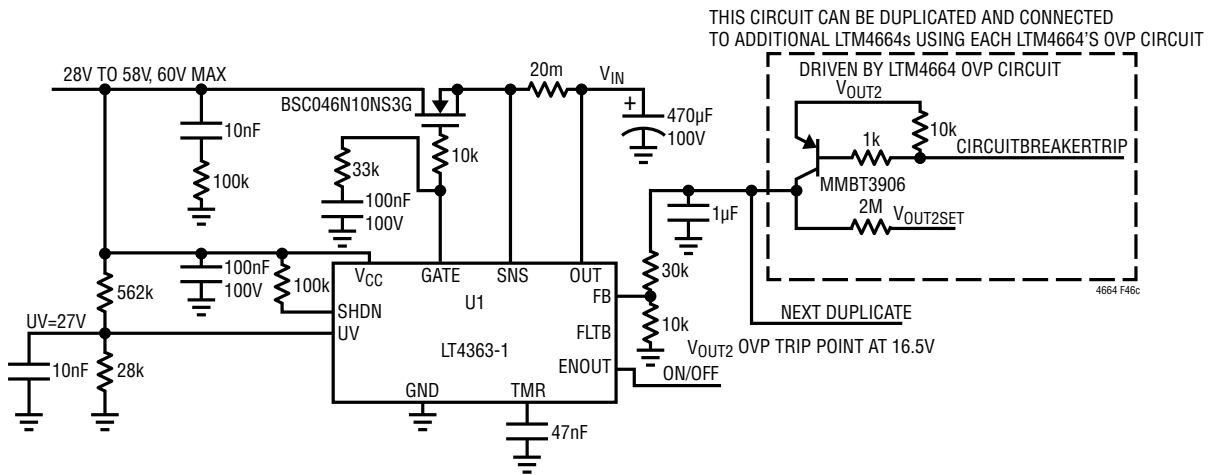 THIS CIRCUIT CAN BE DUPLICATED AND CONNECTED
TO ADDITIONAL LTM4664s USING EACH LTM4664'S OVP CIRCUIT
28V TO 58V, 60V MAX
20m
VIN
DRIVEN BY LTM4664 OVP CIRCUIT
VOUT2
BSC046N10NS3G
+
470µF
100V
10nF
10k
1k
10k
CIRCUITBREAKERTRIP
33k
100k
100nF
100V
MMBT3906
1µF
2M
VOUT2SET
100nF
100V
100k
VCC
GATE
SNS
OUT
30k
562k
U1
FB
4664 F46c
SHDN
UV=27V
UV
FLTB
10k
NEXT DUPLICATE
LT4363-1
VOUT2 OVP TRIP POINT AT 16.5V
10nF
28k
ENOUT
ON/OFF
GND
TMR
47nF